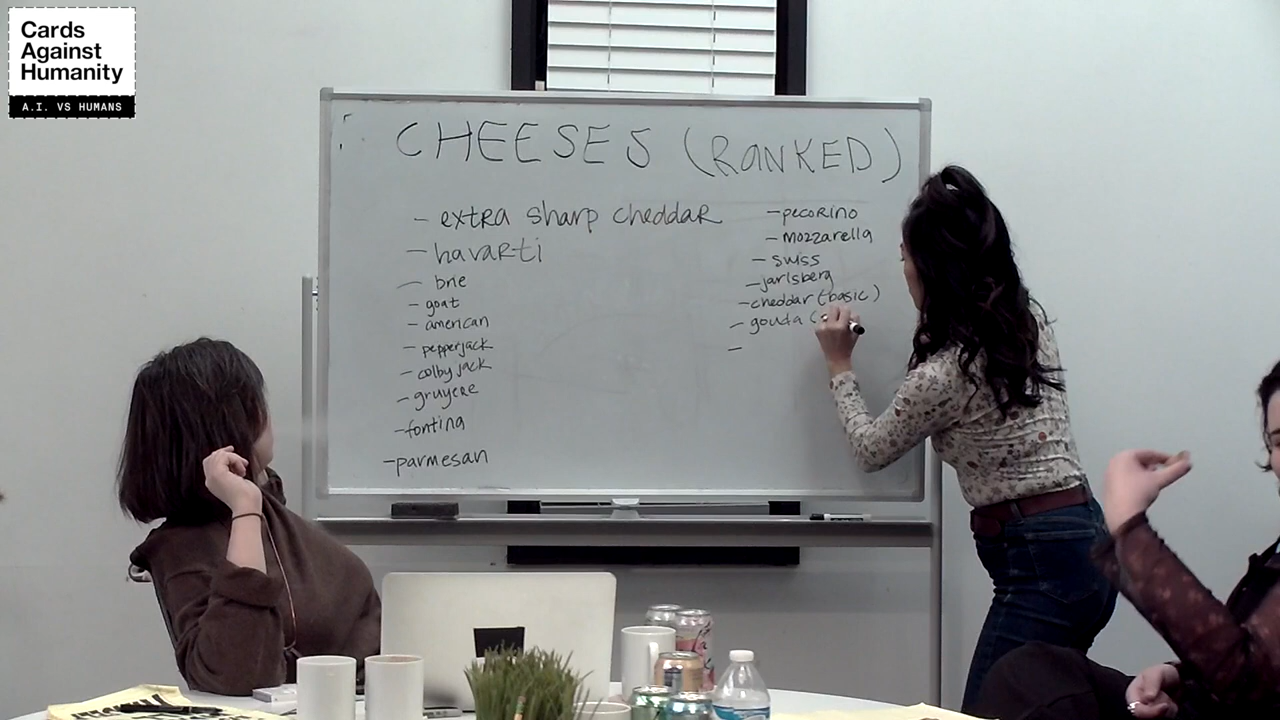 Cards
Against
Humanity
A.I. VS HUMANS
CHEESES (RANKED)
- extra sharp cheddar
- havarti
- brie
- goat
- american
- pepperjack
- colby jack
- gruyere
- fontina
- parmesan
- pecorino
- mozzarella
- swiss
- jarlsberg
- cheddar (basic)
- gouda (
-